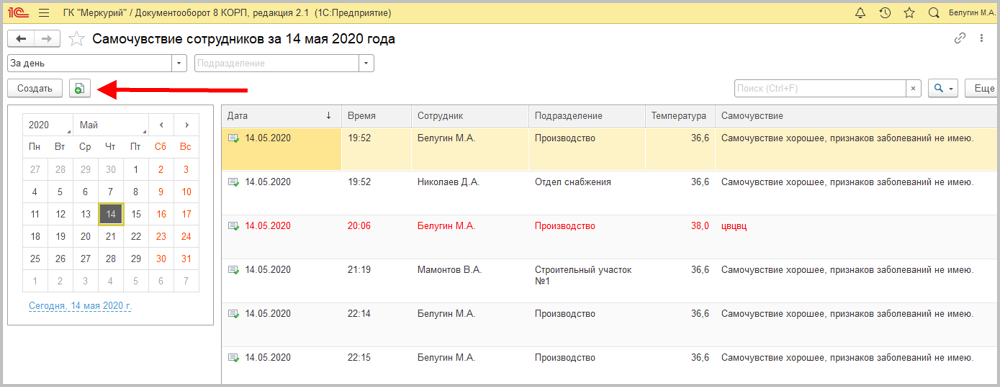 1С ГК "Меркурий" / Документооборот 8 КОРП, редакция 2.1 (1С:Предприятие) Белугин М.А.
Самочувствие сотрудников за 14 мая 2020 года
За день Подразделение
Создать Поиск (Ctrl+F) × Еще
2020 Май
Пн Вт Ср Чт Пт Сб Вс
27 28 29 30 1 2 3
4 5 6 7 8 9 10
11 12 13 14 15 16 17
18 19 20 21 22 23 24
25 26 27 28 29 30 31
1 2 3 4 5 6 7
Сегодня, 14 мая 2020 г.
Дата ↓ Время Сотрудник Подразделение Температура Самочувствие
14.05.2020 19:52 Белугин М.А. Производство 36,6 Самочувствие хорошее, признаков заболеваний не имею.
14.05.2020 19:52 Николаев Д.А. Отдел снабжения 36,6 Самочувствие хорошее, признаков заболеваний не имею.
14.05.2020 20:06 Белугин М.А. Производство 38,0 цвцвц
14.05.2020 21:19 Мамонтов В.А. Строительный участок 36,6 Самочувствие хорошее, признаков заболеваний не имею.
№1
14.05.2020 22:14 Белугин М.А. Производство 36,6 Самочувствие хорошее, признаков заболеваний не имею.
14.05.2020 22:15 Белугин М.А. Производство 36,6 Самочувствие хорошее, признаков заболеваний не имею.